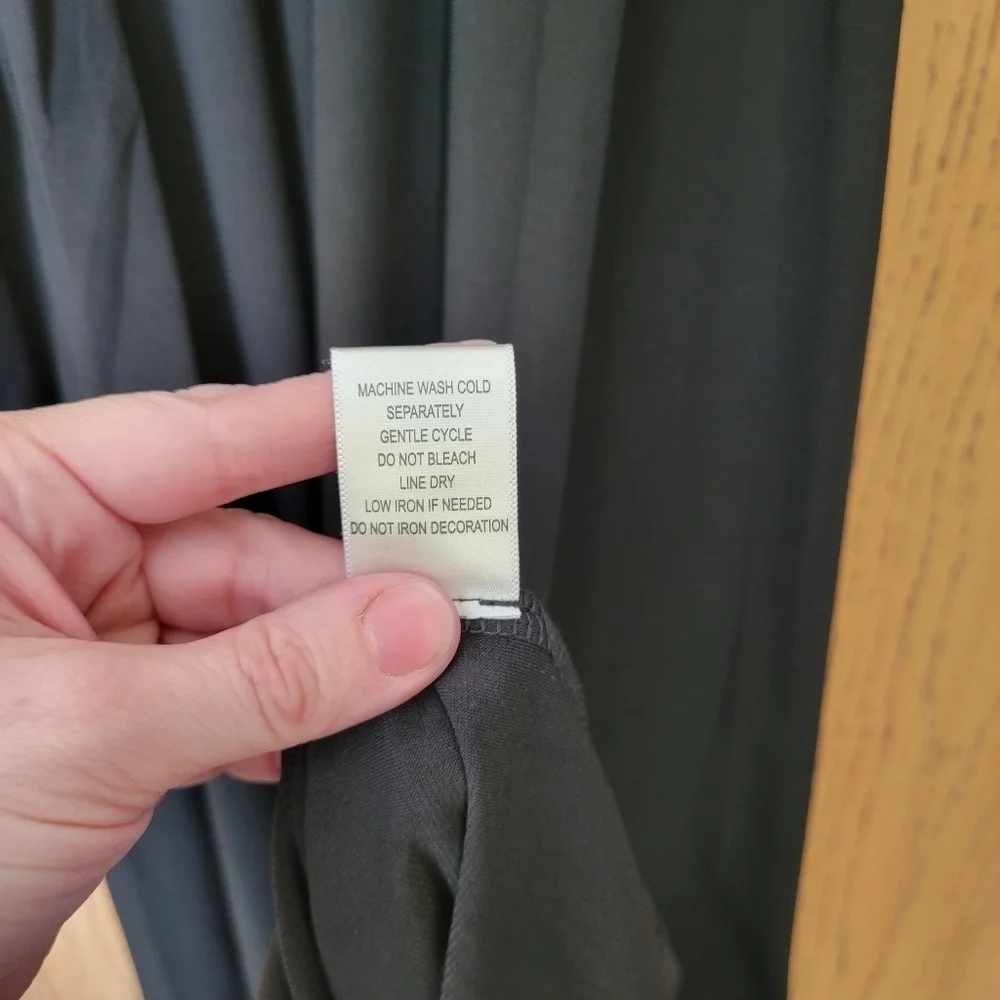 MACHINE WASH COLD
SEPARATELY
GENTLE CYCLE
DO NOT BLEACH
LINE DRY
LOW IRON IF NEEDED
DO NOT IRON DECORATION